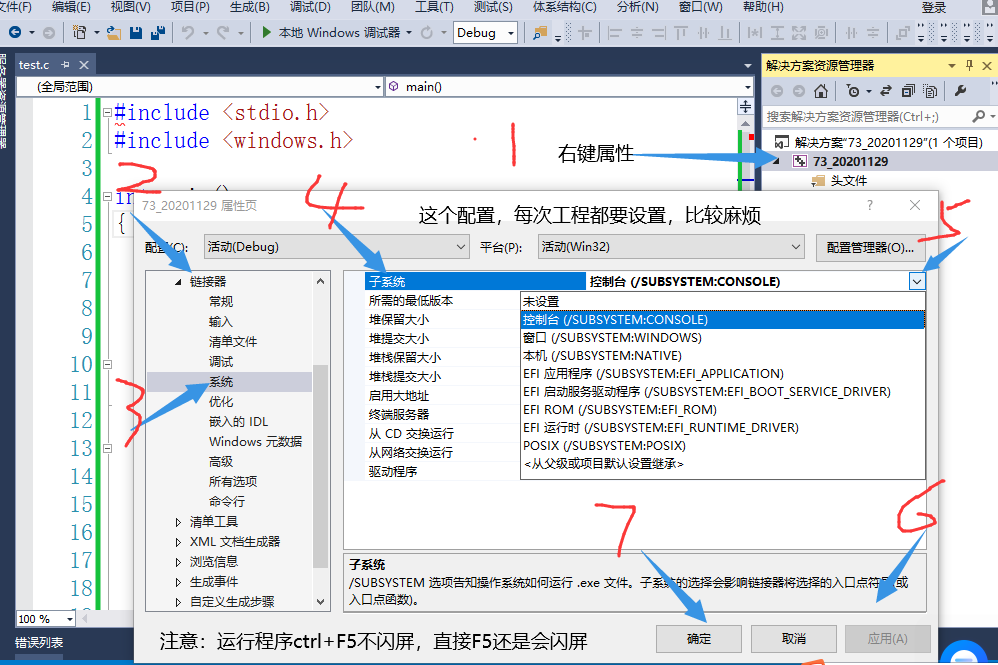 文件(F) 编辑(E) 视图(V) 项目(P) 生成(B) 调试(D) 团队(M) 工具(T) 测试(S) 体系结构(C) 分析(N) 窗口(W) 帮助(H) 登录
本地 Windows 调试器 Debug
test.c
(全局范围) main()
1 #include <stdio.h>
2 #include <windows.h>
3
4
5 {
6
7
8
9
10
11
12
13
14
15
16
17
18
100 %
错误列表
解决方案资源管理器
搜索解决方案资源管理器(Ctrl+;)
解决方案"73_20201129"(1 个项目)
73_20201129
头文件
1
右键属性
2
3
4
5
6
7
73_20201129 属性页
这个配置，每次工程都要设置，比较麻烦
?
配置(C): 活动(Debug) 平台(P): 活动(Win32) 配置管理器(O)...
链接器
常规
输入
清单文件
调试
系统
优化
嵌入的 IDL
Windows 元数据
高级
所有选项
命令行
清单工具
XML 文档生成器
浏览信息
生成事件
自定义生成步骤
子系统 控制台 (/SUBSYSTEM:CONSOLE)
所需的最低版本
堆保留大小
堆提交大小
堆栈保留大小
堆栈提交大小
启用大地址
终端服务器
从 CD 交换运行
从网络交换运行
驱动程序
未设置
控制台 (/SUBSYSTEM:CONSOLE)
窗口 (/SUBSYSTEM:WINDOWS)
本机 (/SUBSYSTEM:NATIVE)
EFI 应用程序 (/SUBSYSTEM:EFI_APPLICATION)
EFI 启动服务驱动程序 (/SUBSYSTEM:EFI_BOOT_SERVICE_DRIVER)
EFI ROM (/SUBSYSTEM:EFI_ROM)
EFI 运行时 (/SUBSYSTEM:EFI_RUNTIME_DRIVER)
POSIX (/SUBSYSTEM:POSIX)
<从父级或项目默认设置继承>
子系统
/SUBSYSTEM 选项告知操作系统如何运行 .exe 文件。子系统的选择会影响链接器将选择的入口点符号(或
入口点函数)。
注意：运行程序ctrl+F5不闪屏，直接F5还是会闪屏
确定 取消 应用(A)